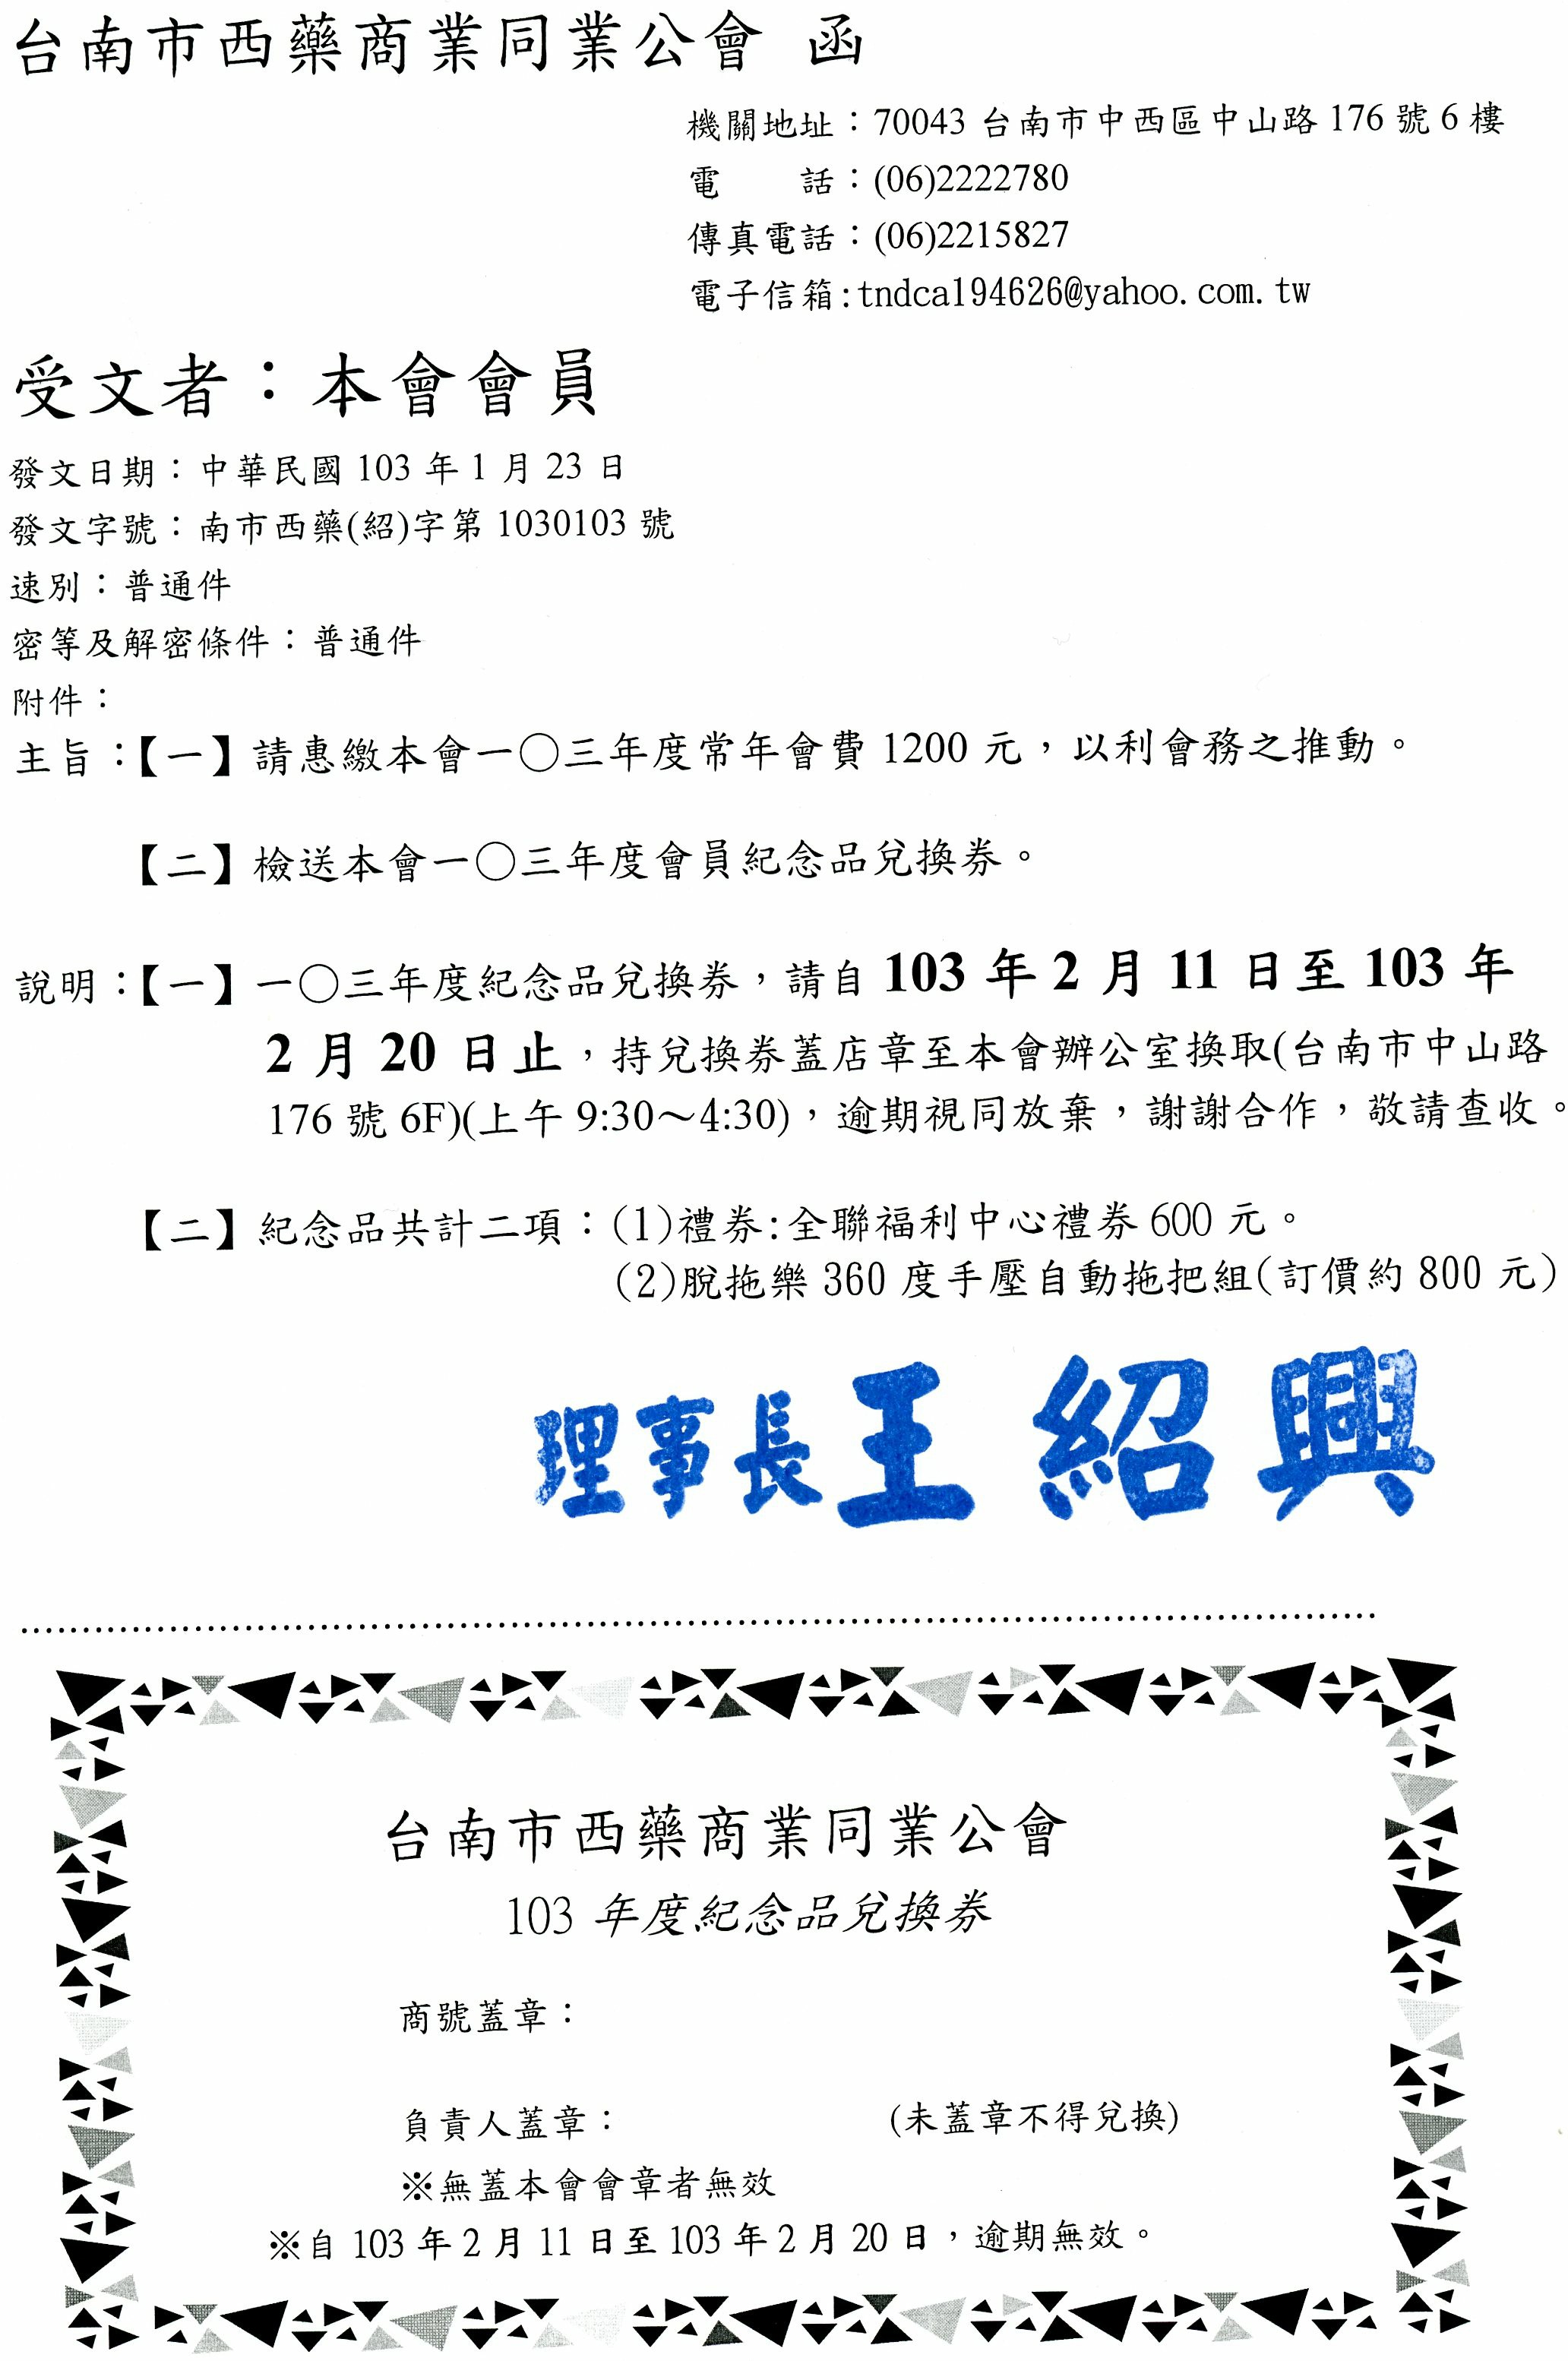 台南市西藥商業同業公會 函
機關地址：70043 台南市中西區中山路 176 號 6 樓
電　　話：(06)2222780
傳真電話：(06)2215827
電子信箱:tndca194626@yahoo.com.tw
受文者：本會會員
發文日期：中華民國 103 年 1 月 23 日
發文字號：南市西藥(紹)字第 1030103 號
速別：普通件
密等及解密條件：普通件
附件：
主旨：【一】請惠繳本會一○三年度常年會費 1200 元，以利會務之推動。
【二】檢送本會一○三年度會員紀念品兌換券。
說明：【一】一○三年度紀念品兌換券，請自 103 年 2 月 11 日至 103 年
2 月 20 日止，持兌換券蓋店章至本會辦公室換取(台南市中山路
176 號 6F)(上午 9:30～4:30)，逾期視同放棄，謝謝合作，敬請查收。
【二】紀念品共計二項：(1)禮券:全聯福利中心禮券 600 元。
(2)脫拖樂 360 度手壓自動拖把組(訂價約 800 元)
理事長王紹興
台南市西藥商業同業公會
103 年度紀念品兌換券
商號蓋章：
負責人蓋章： (未蓋章不得兌換)
※無蓋本會會章者無效
※自 103 年 2 月 11 日至 103 年 2 月 20 日，逾期無效。